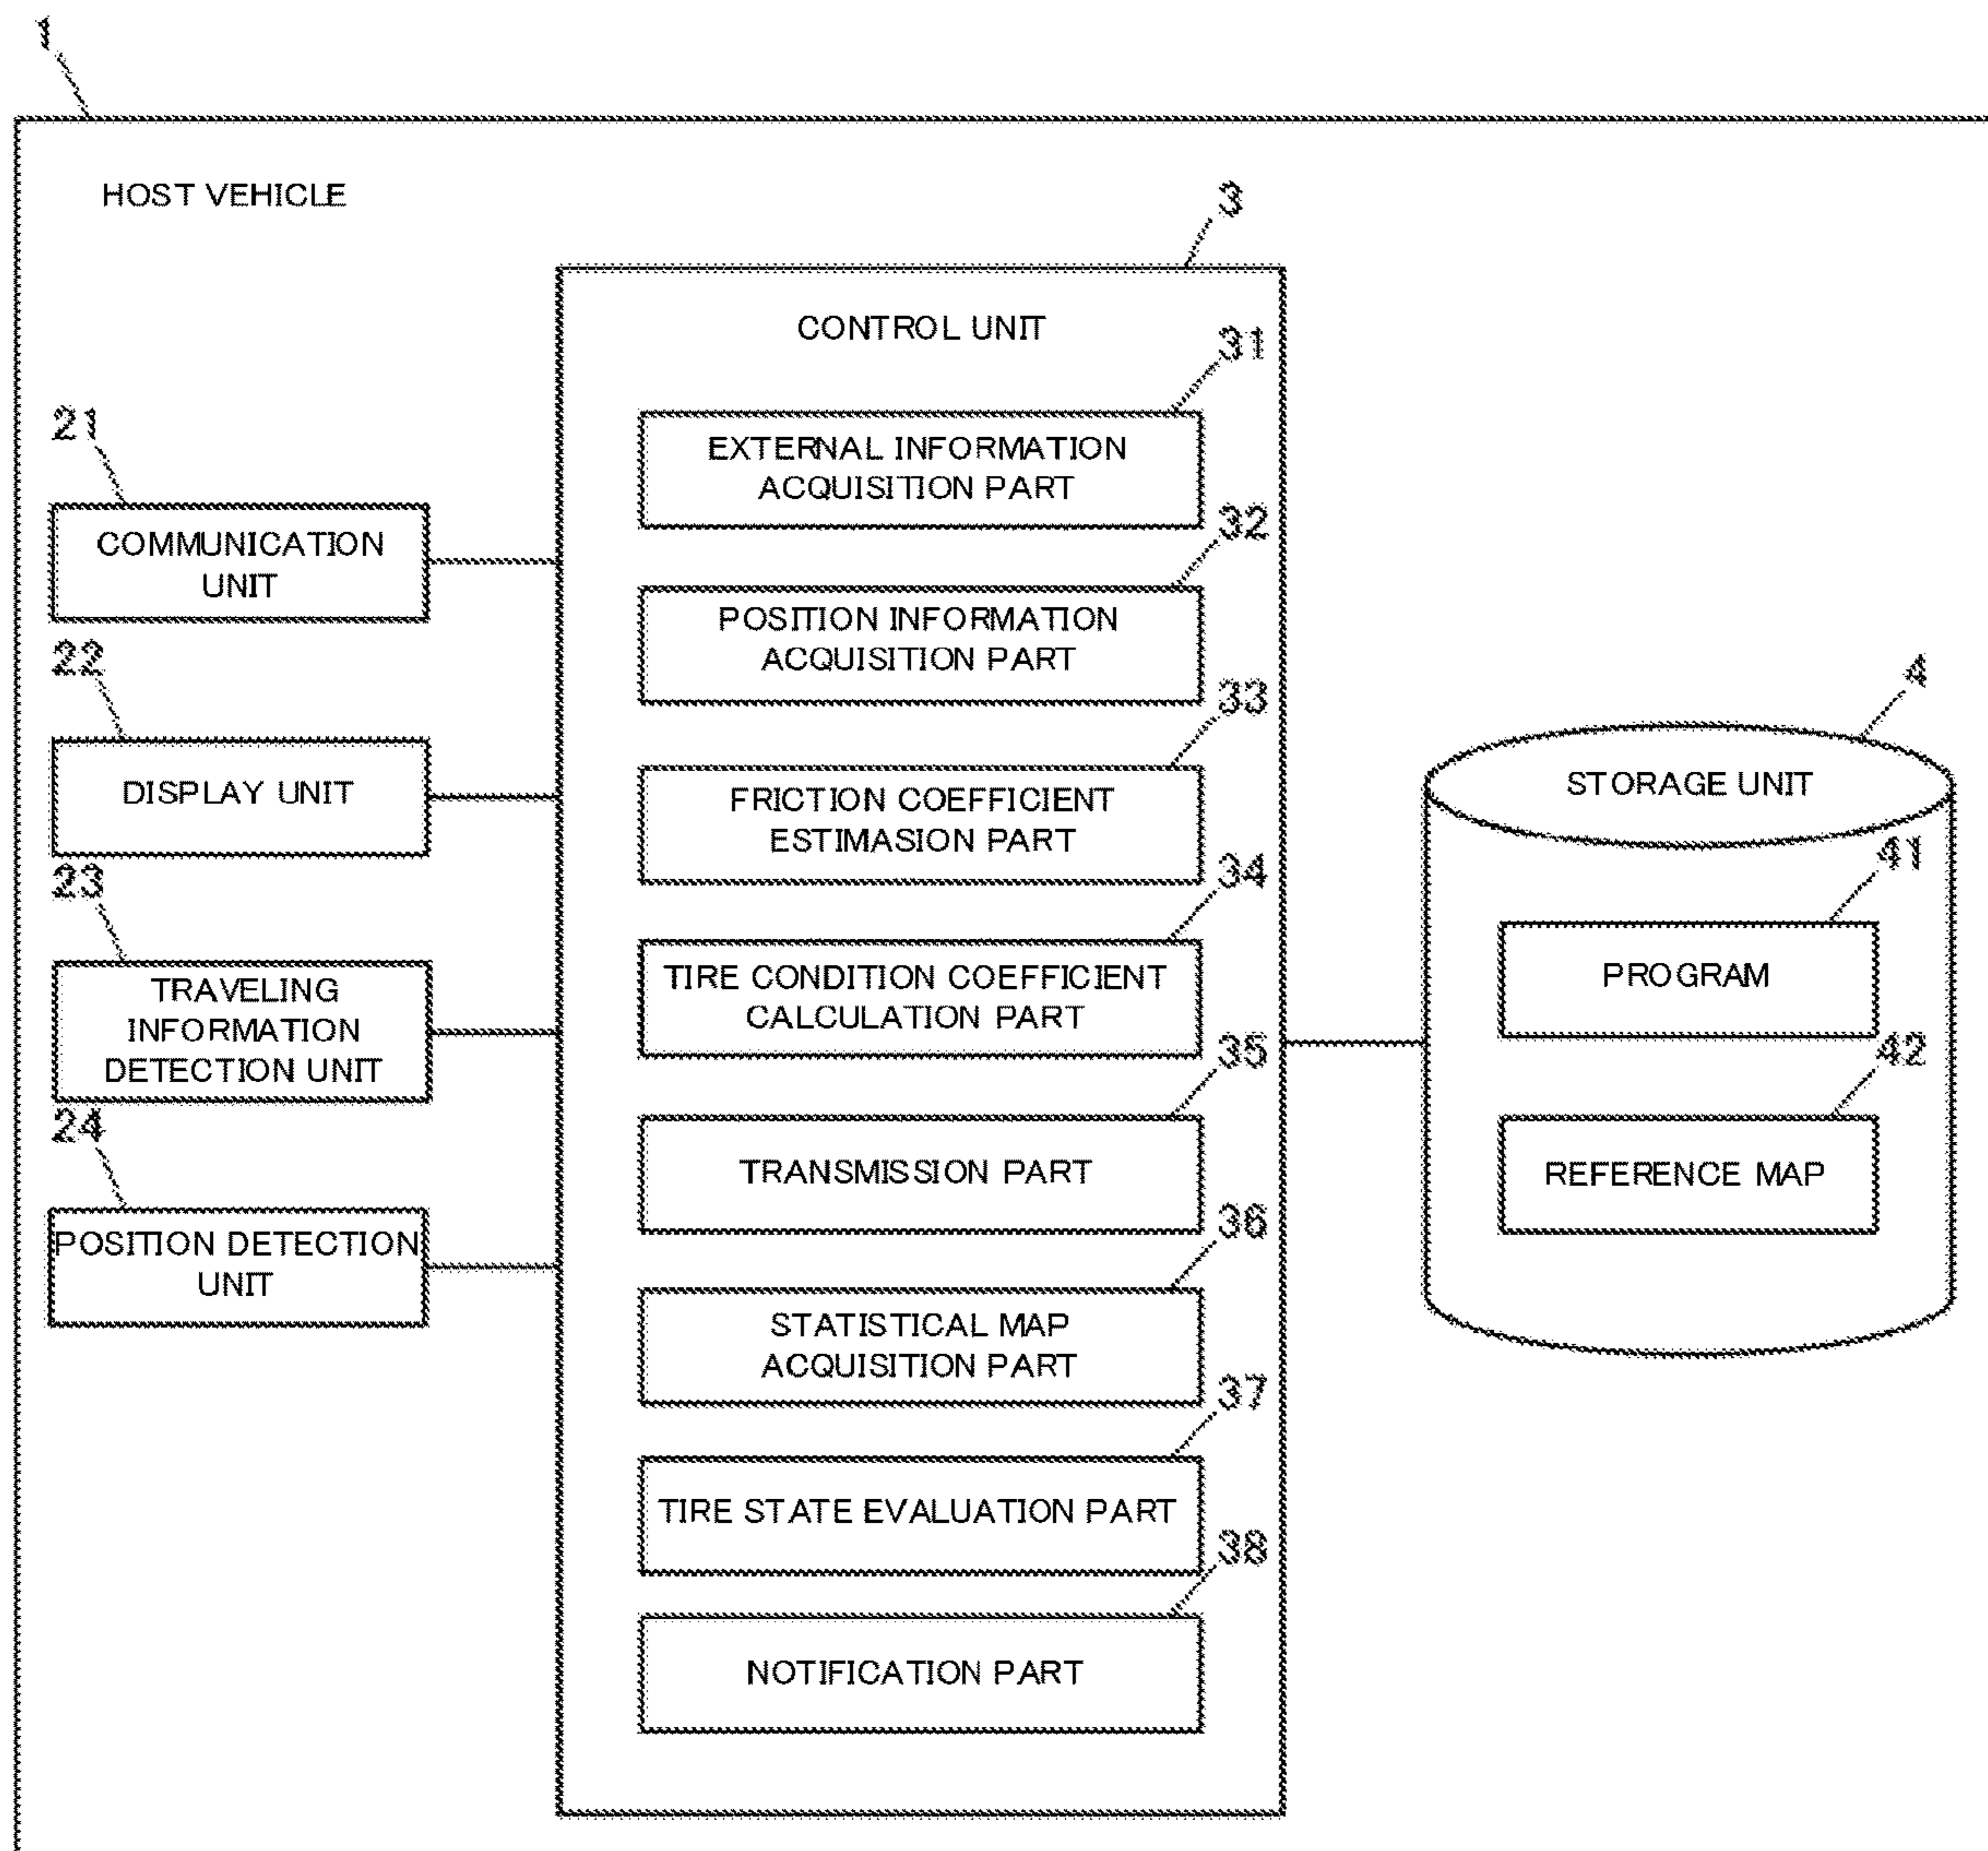 1
HOST VEHICLE
3
CONTROL UNIT
31
EXTERNAL INFORMATION
ACQUISITION PART
32
POSITION INFORMATION
ACQUISITION PART
33
FRICTION COEFFICIENT
ESTIMASION PART
34
TIRE CONDITION COEFFICIENT
CALCULATION PART
35
TRANSMISSION PART
36
STATISTICAL MAP
ACQUISITION PART
37
TIRE STATE EVALUATION PART
38
NOTIFICATION PART
21
COMMUNICATION
UNIT
22
DISPLAY UNIT
23
TRAVELING
INFORMATION
DETECTION UNIT
24
POSITION DETECTION
UNIT
4
STORAGE UNIT
41
PROGRAM
42
REFERENCE MAP